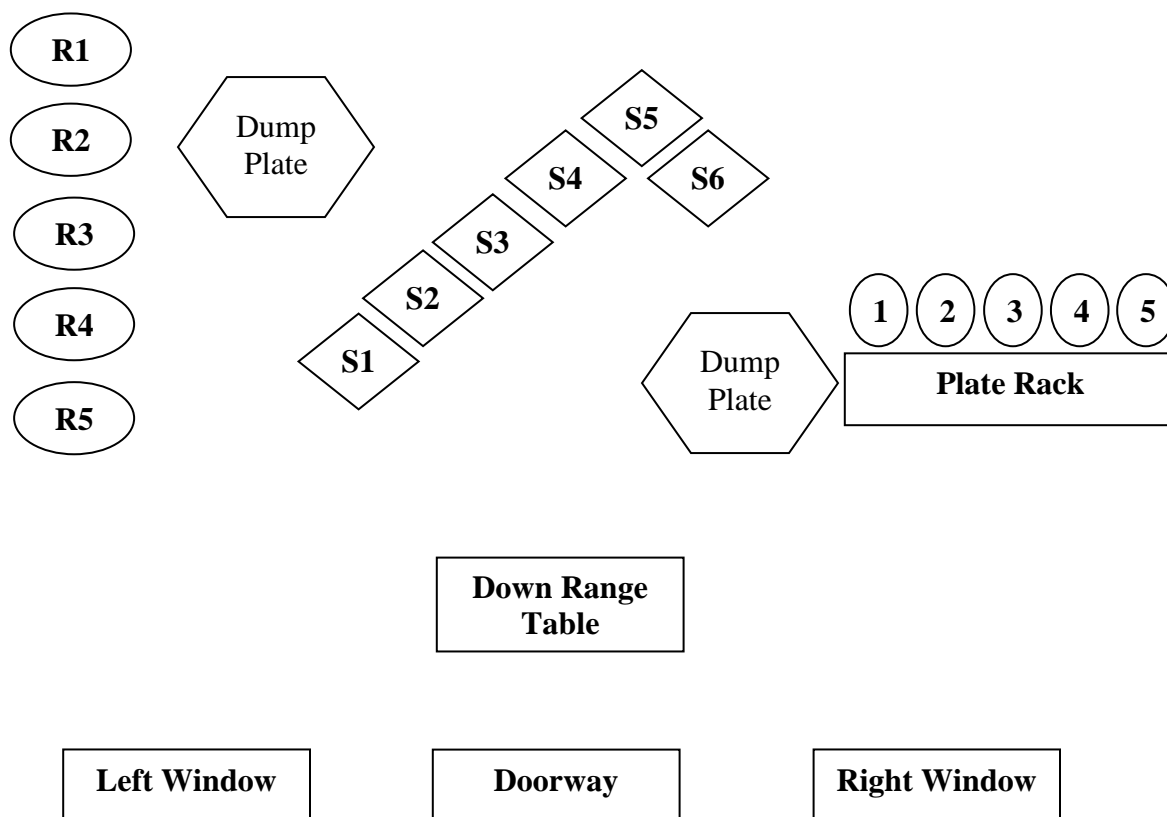 R1
R2
R3
R4
R5
Dump
Plate
S1
S2
S3
S4
S5
S6
Dump
Plate
1
2
3
4
5
Plate Rack
Down Range
Table
Left Window
Doorway
Right Window